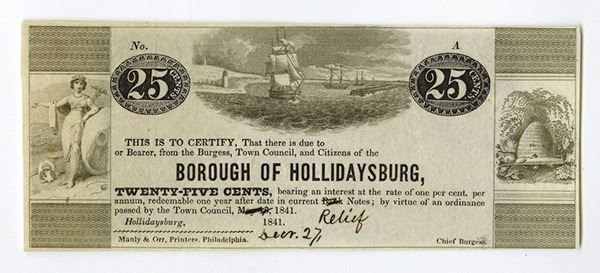 No. A
25 CENTS 25 CENTS
THIS IS TO CERTIFY, That there is due to
or Bearer, from the Burgess, Town Council, and Citizens of the
BOROUGH OF HOLLIDAYSBURG,
TWENTY-FIVE CENTS, bearing an interest at the rate of one per cent. per
annum, redeemable one year after date in current Bank Notes; by virtue of an ordinance
passed by the Town Council, 1841. Relief
Hollidaysburg, 1841.
Decr. 27,
Manly & Orr, Printers, Philadelphia. Chief Burgess.